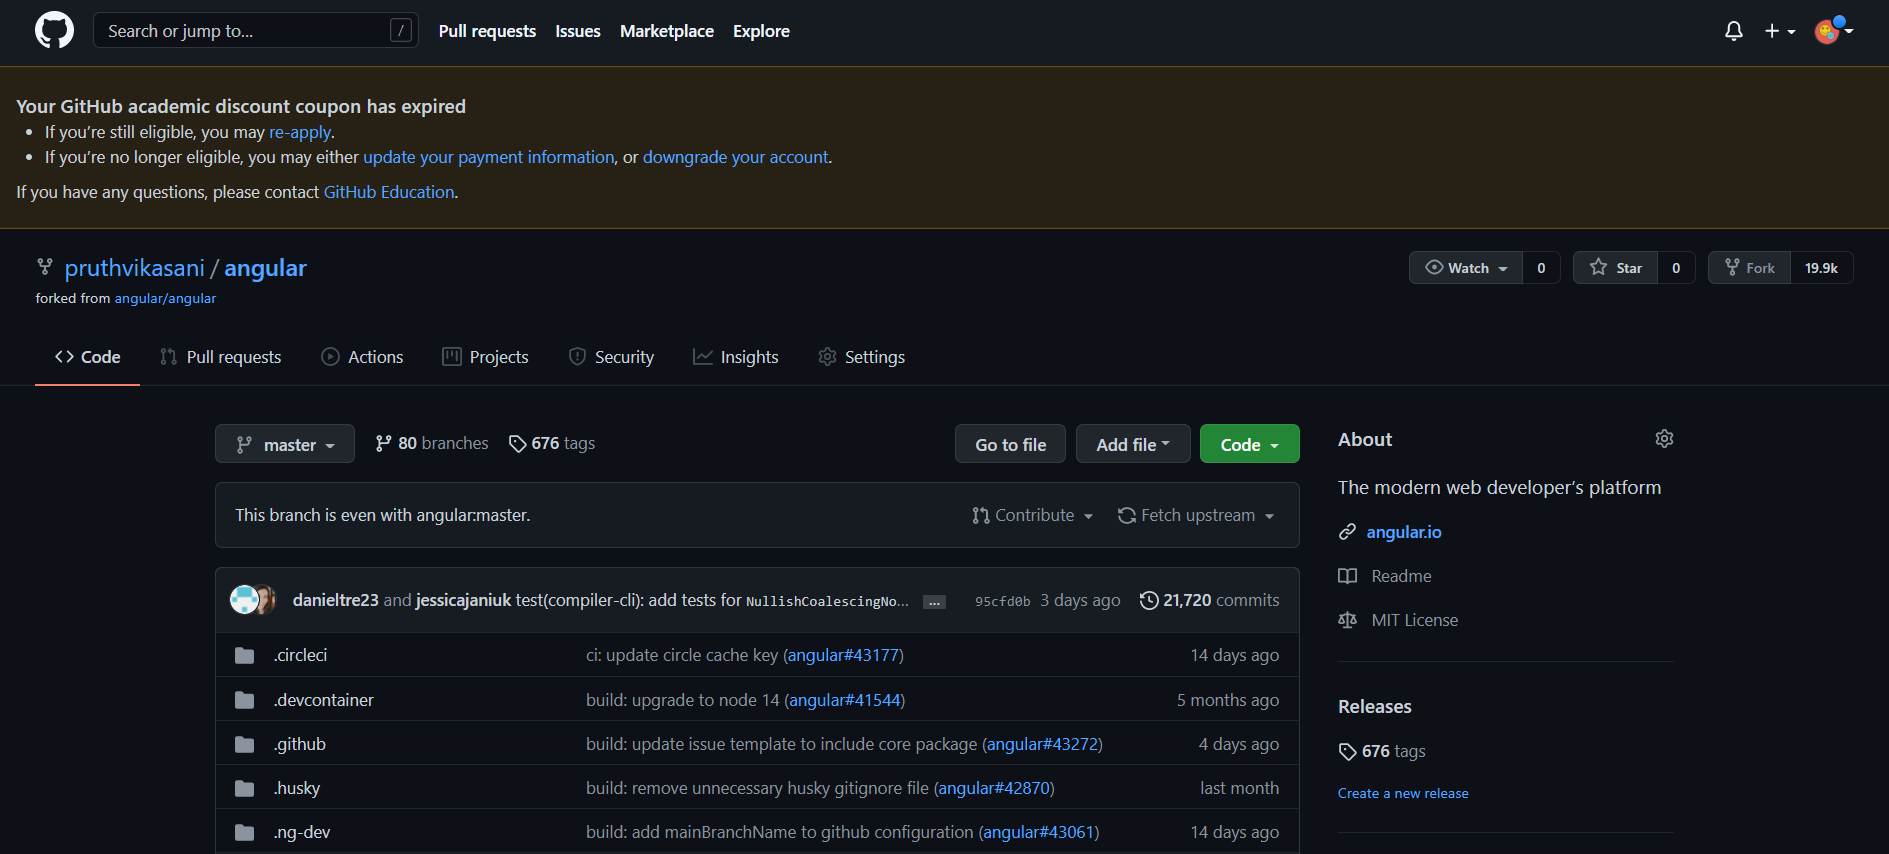 Search or jump to... /
Pull requests Issues Marketplace Explore
Your GitHub academic discount coupon has expired
• If you’re still eligible, you may re-apply.
• If you’re no longer eligible, you may either update your payment information, or downgrade your account.
If you have any questions, please contact GitHub Education.
pruthvikasani / angular
Watch 0 Star 0 Fork 19.9k
forked from angular/angular
Code Pull requests Actions Projects Security Insights Settings
master 80 branches 676 tags
Go to file Add file Code
This branch is even with angular:master.
Contribute Fetch upstream
danieltre23 and jessicajaniuk test(compiler-cli): add tests for NullishCoalescingNo... ... 95cfd0b 3 days ago 21,720 commits
.circleci ci: update circle cache key (angular#43177) 14 days ago
.devcontainer build: upgrade to node 14 (angular#41544) 5 months ago
.github build: update issue template to include core package (angular#43272) 4 days ago
.husky build: remove unnecessary husky gitignore file (angular#42870) last month
.ng-dev build: add mainBranchName to github configuration (angular#43061) 14 days ago
About
The modern web developer’s platform
angular.io
Readme
MIT License
Releases
676 tags
Create a new release